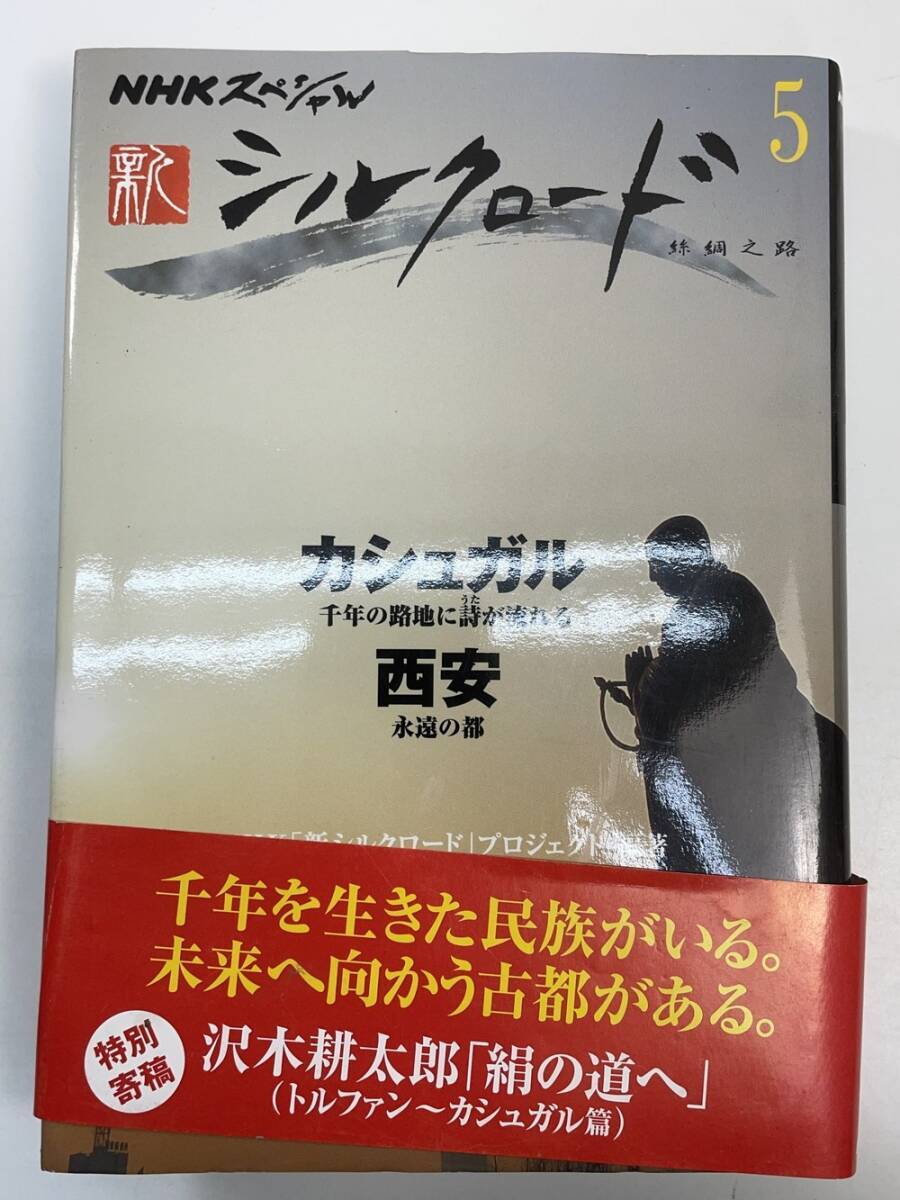 NHKスペシャル
5
新
シルクロード
絲綢之路
カシュガル
千年の路地に詩が流れる
うた
西安
永遠の都
「新シルクロード」プロジェクト
千年を生きた民族がいる。
未来へ向かう古都がある。
特別
寄稿
沢木耕太郎「絹の道へ」
(トルファン〜カシュガル篇)